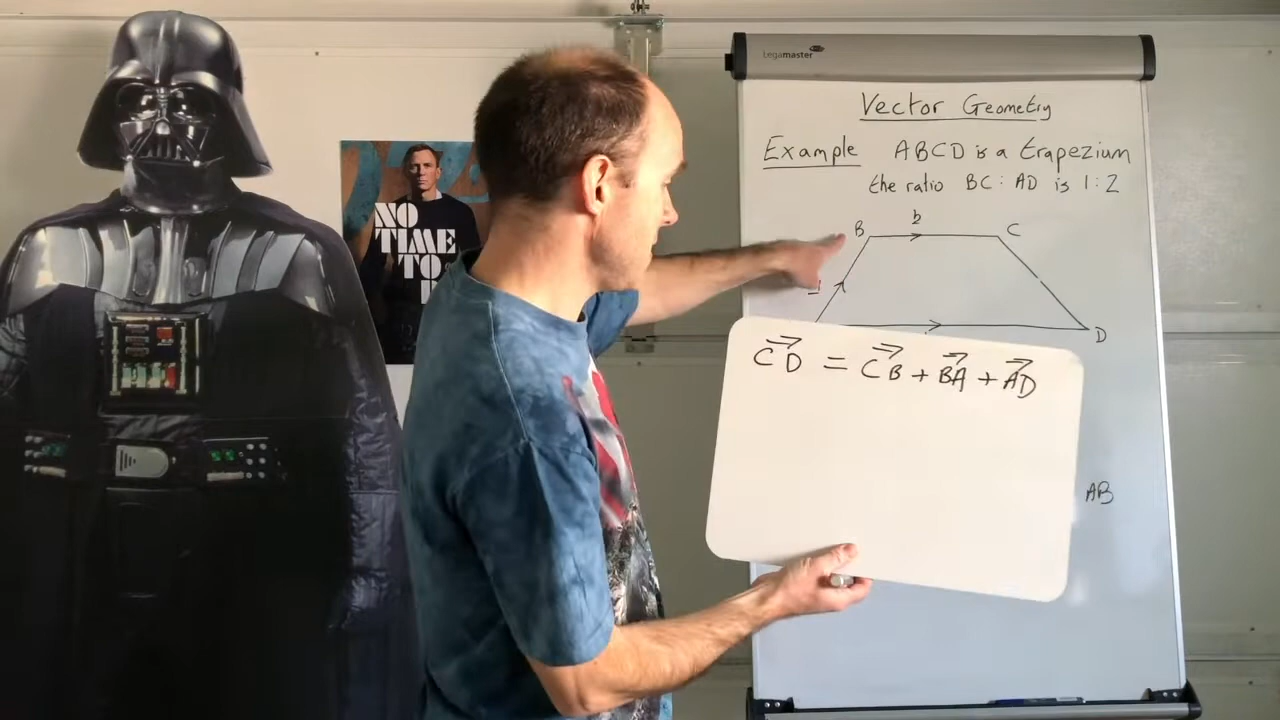 Legamaster
Vector Geometry
Example ABCD is a trapezium
the ratio BC : AD is 1 : 2
b
B
C
D
CD = CB + BA + AD
AB
NO
TIME
TO